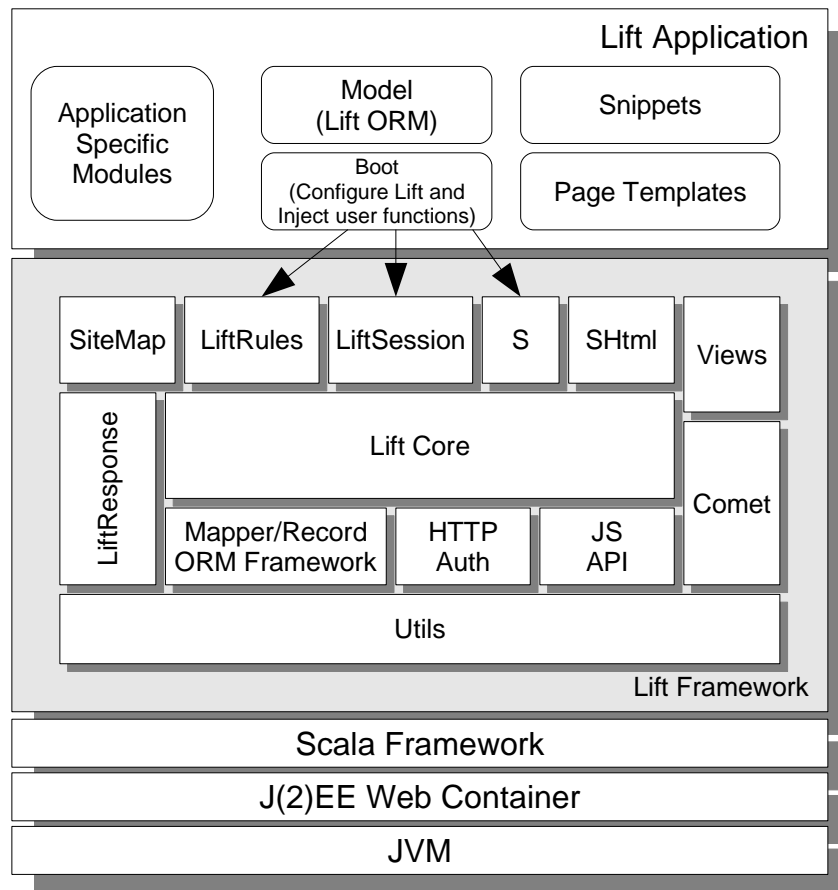 Lift Application
Application
Specific
Modules
Model
(Lift ORM)
Snippets
Boot
(Configure Lift and
Inject user functions)
Page Templates
SiteMap
LiftRules
LiftSession
S
SHtml
Views
LiftResponse
Lift Core
Comet
Mapper/Record
ORM Framework
HTTP
Auth
JS
API
Utils
Lift Framework
Scala Framework
J(2)EE Web Container
JVM